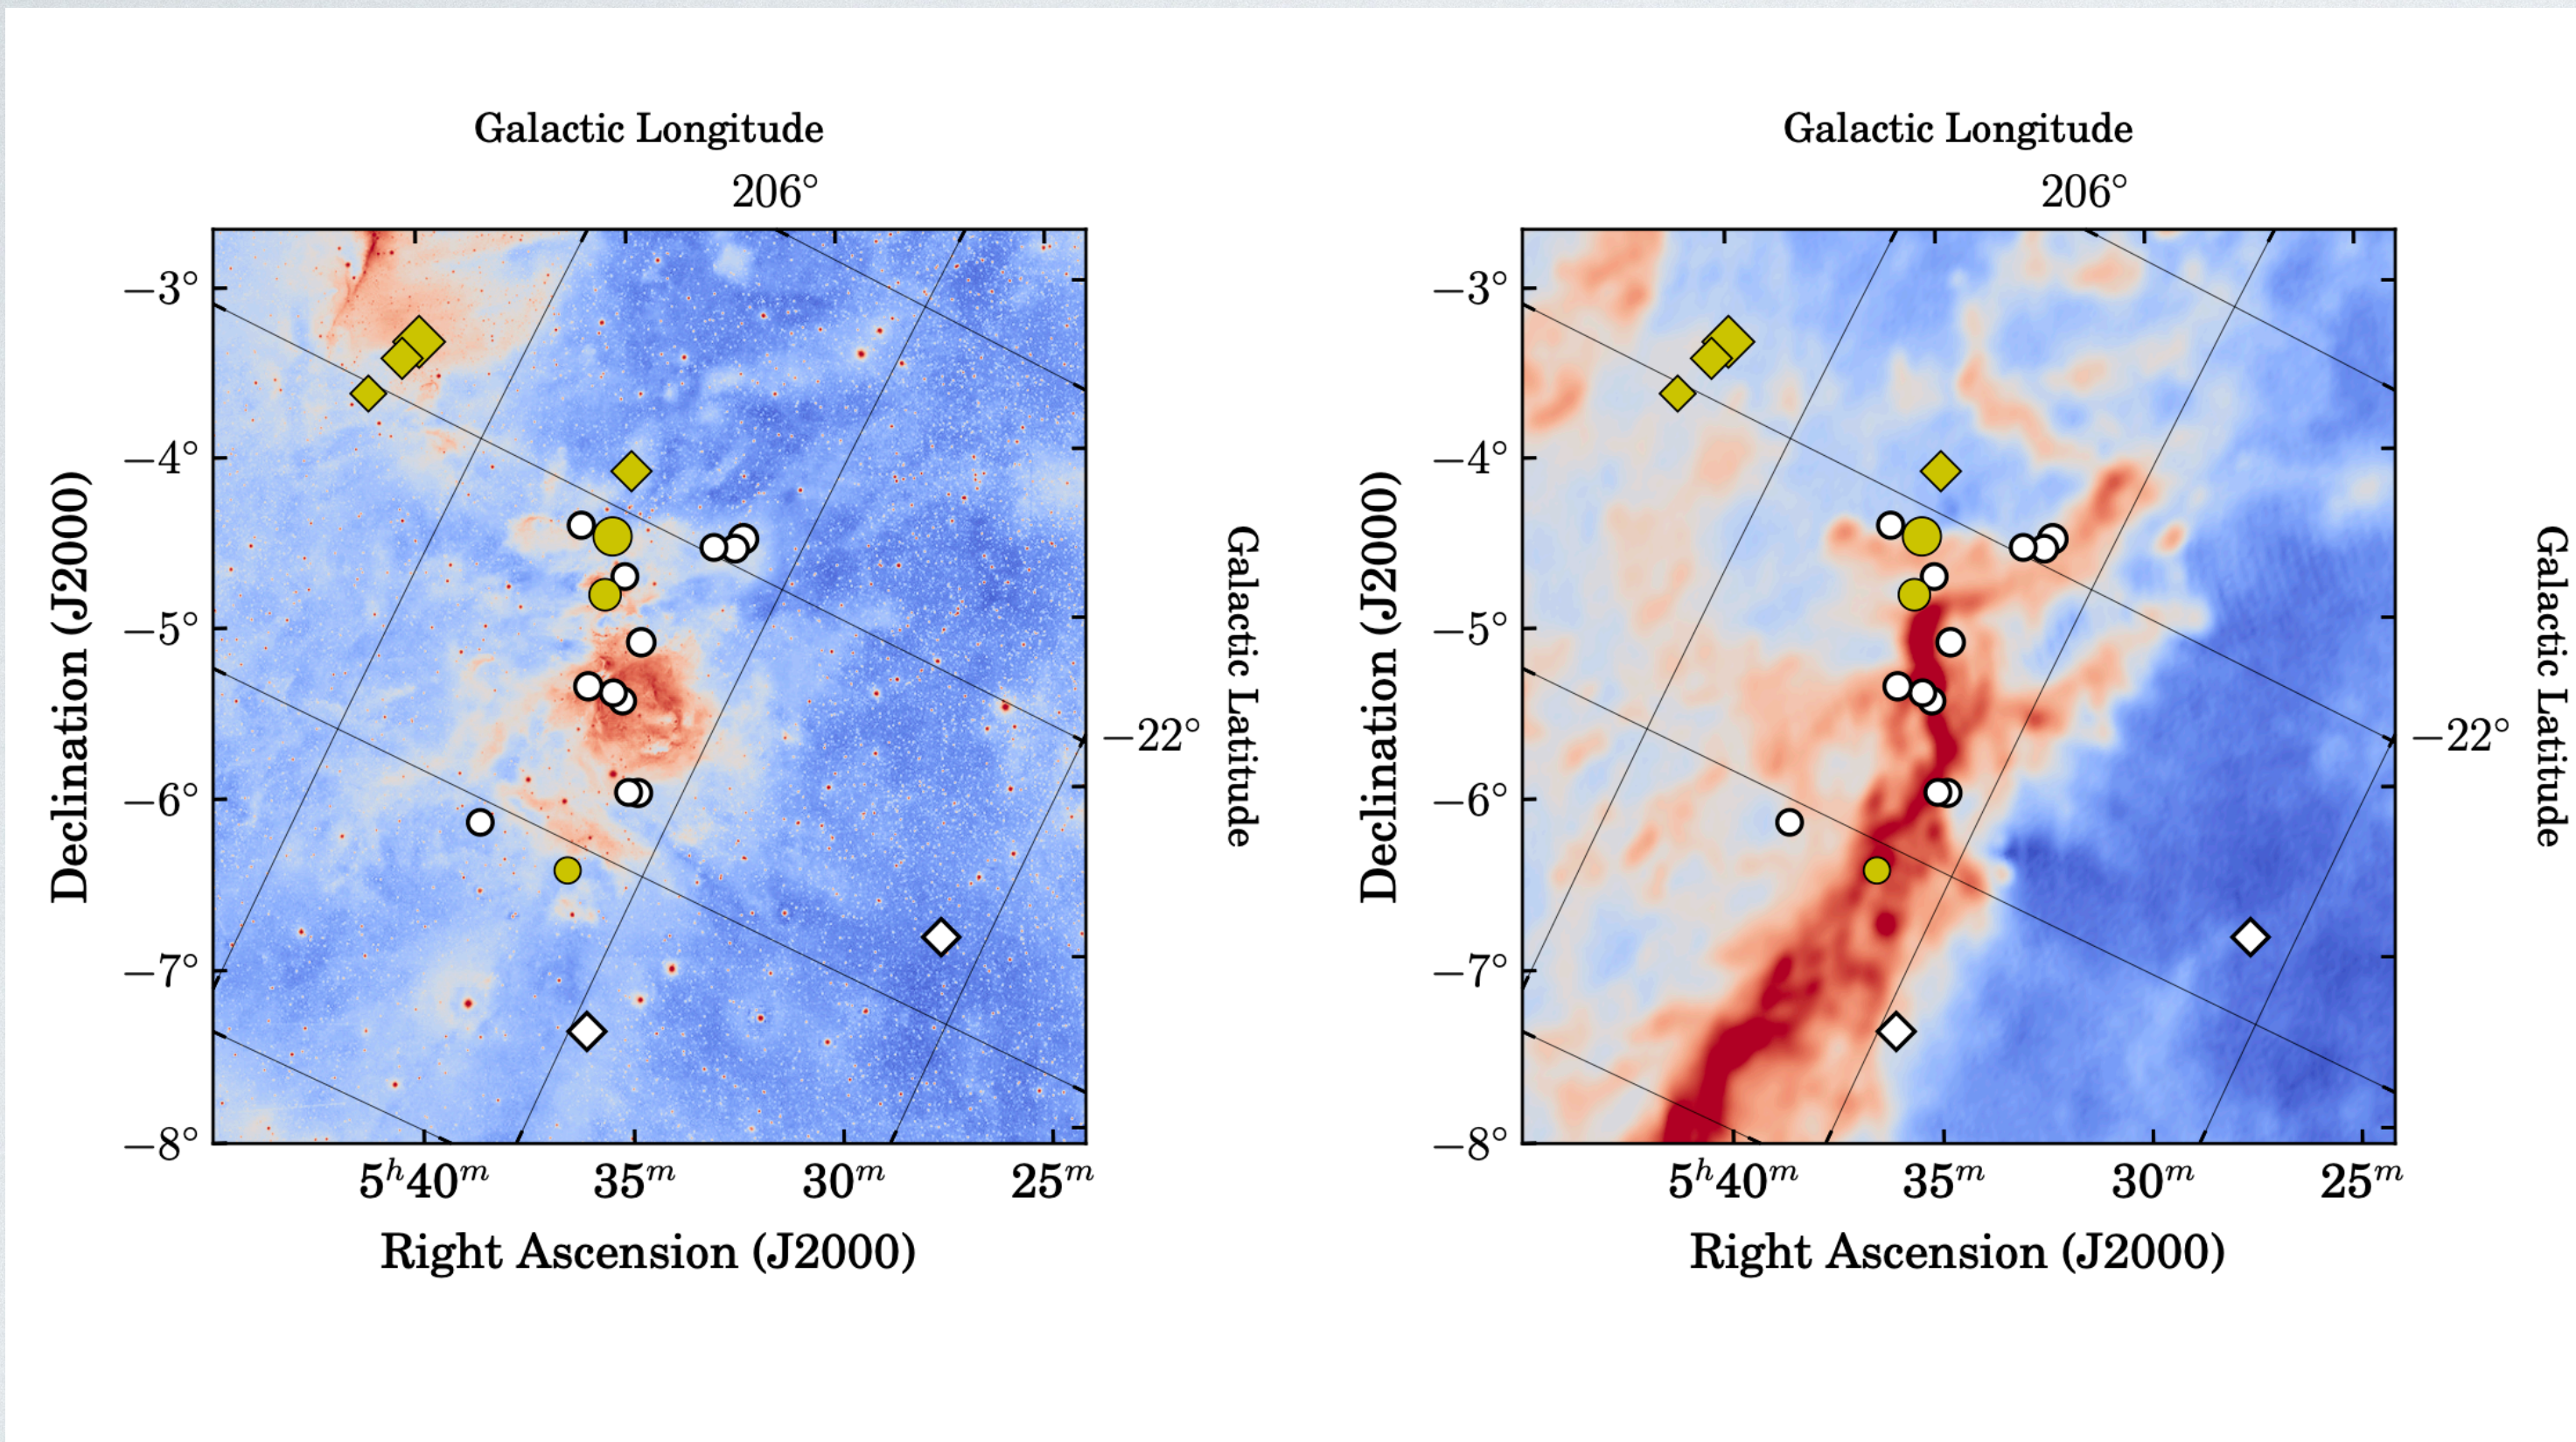 Galactic Longitude
206°
−3°
−4°
−5°
−6°
−7°
−8°
Declination (J2000)
−22°
Galactic Latitude
5ʰ40ᵐ 35ᵐ 30ᵐ 25ᵐ
Right Ascension (J2000)
Galactic Longitude
206°
−3°
−4°
−5°
−6°
−7°
−8°
Declination (J2000)
−22°
Galactic Latitude
5ʰ40ᵐ 35ᵐ 30ᵐ 25ᵐ
Right Ascension (J2000)